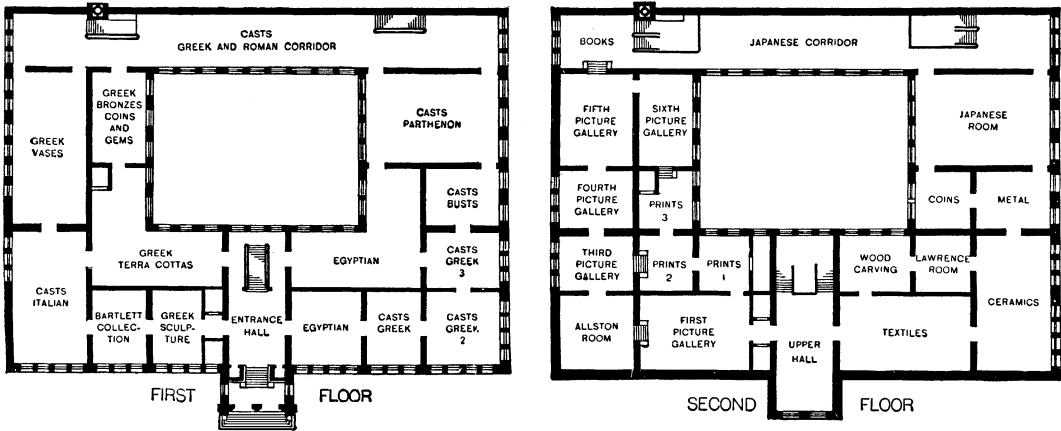 CASTS
GREEK AND ROMAN CORRIDOR
GREEK
BRONZES
COINS
AND
GEMS
GREEK
VASES
CASTS
PARTHENON
CASTS
BUSTS
GREEK
TERRA COTTAS
EGYPTIAN
CASTS
GREEK
3
CASTS
ITALIAN
BARTLETT
COLLEC-
TION
GREEK
SCULP-
TURE
ENTRANCE
HALL
EGYPTIAN
CASTS
GREEK
CASTS
GREEK.
2
FIRST FLOOR
BOOKS
JAPANESE CORRIDOR
FIFTH
PICTURE
GALLERY
SIXTH
PICTURE
GALLERY
JAPANESE
ROOM
FOURTH
PICTURE
GALLERY
PRINTS
3
COINS
METAL
THIRD
PICTURE
GALLERY
PRINTS
2
PRINTS
1
WOOD
CARVING
LAWRENCE
ROOM
CERAMICS
ALLSTON
ROOM
FIRST
PICTURE
GALLERY
UPPER
HALL
TEXTILES
SECOND FLOOR